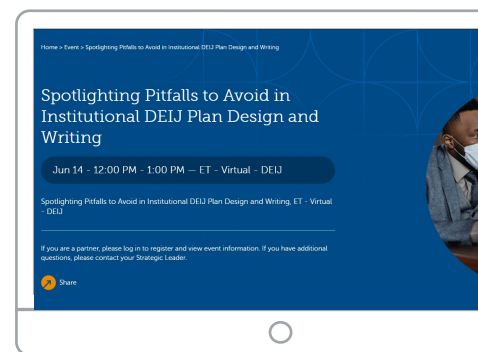 Home > Event > Spotlighting Pitfalls to Avoid in Institutional DEIJ Plan Design and Writing
Spotlighting Pitfalls to Avoid in
Institutional DEIJ Plan Design and
Writing
Jun 14 - 12:00 PM - 1:00 PM — ET - Virtual - DEIJ
Spotlighting Pitfalls to Avoid in Institutional DEIJ Plan Design and Writing, ET - Virtual
- DEIJ
If you are a partner, please log in to register and view event information. If you have additional
questions, please contact your Strategic Leader.
Share